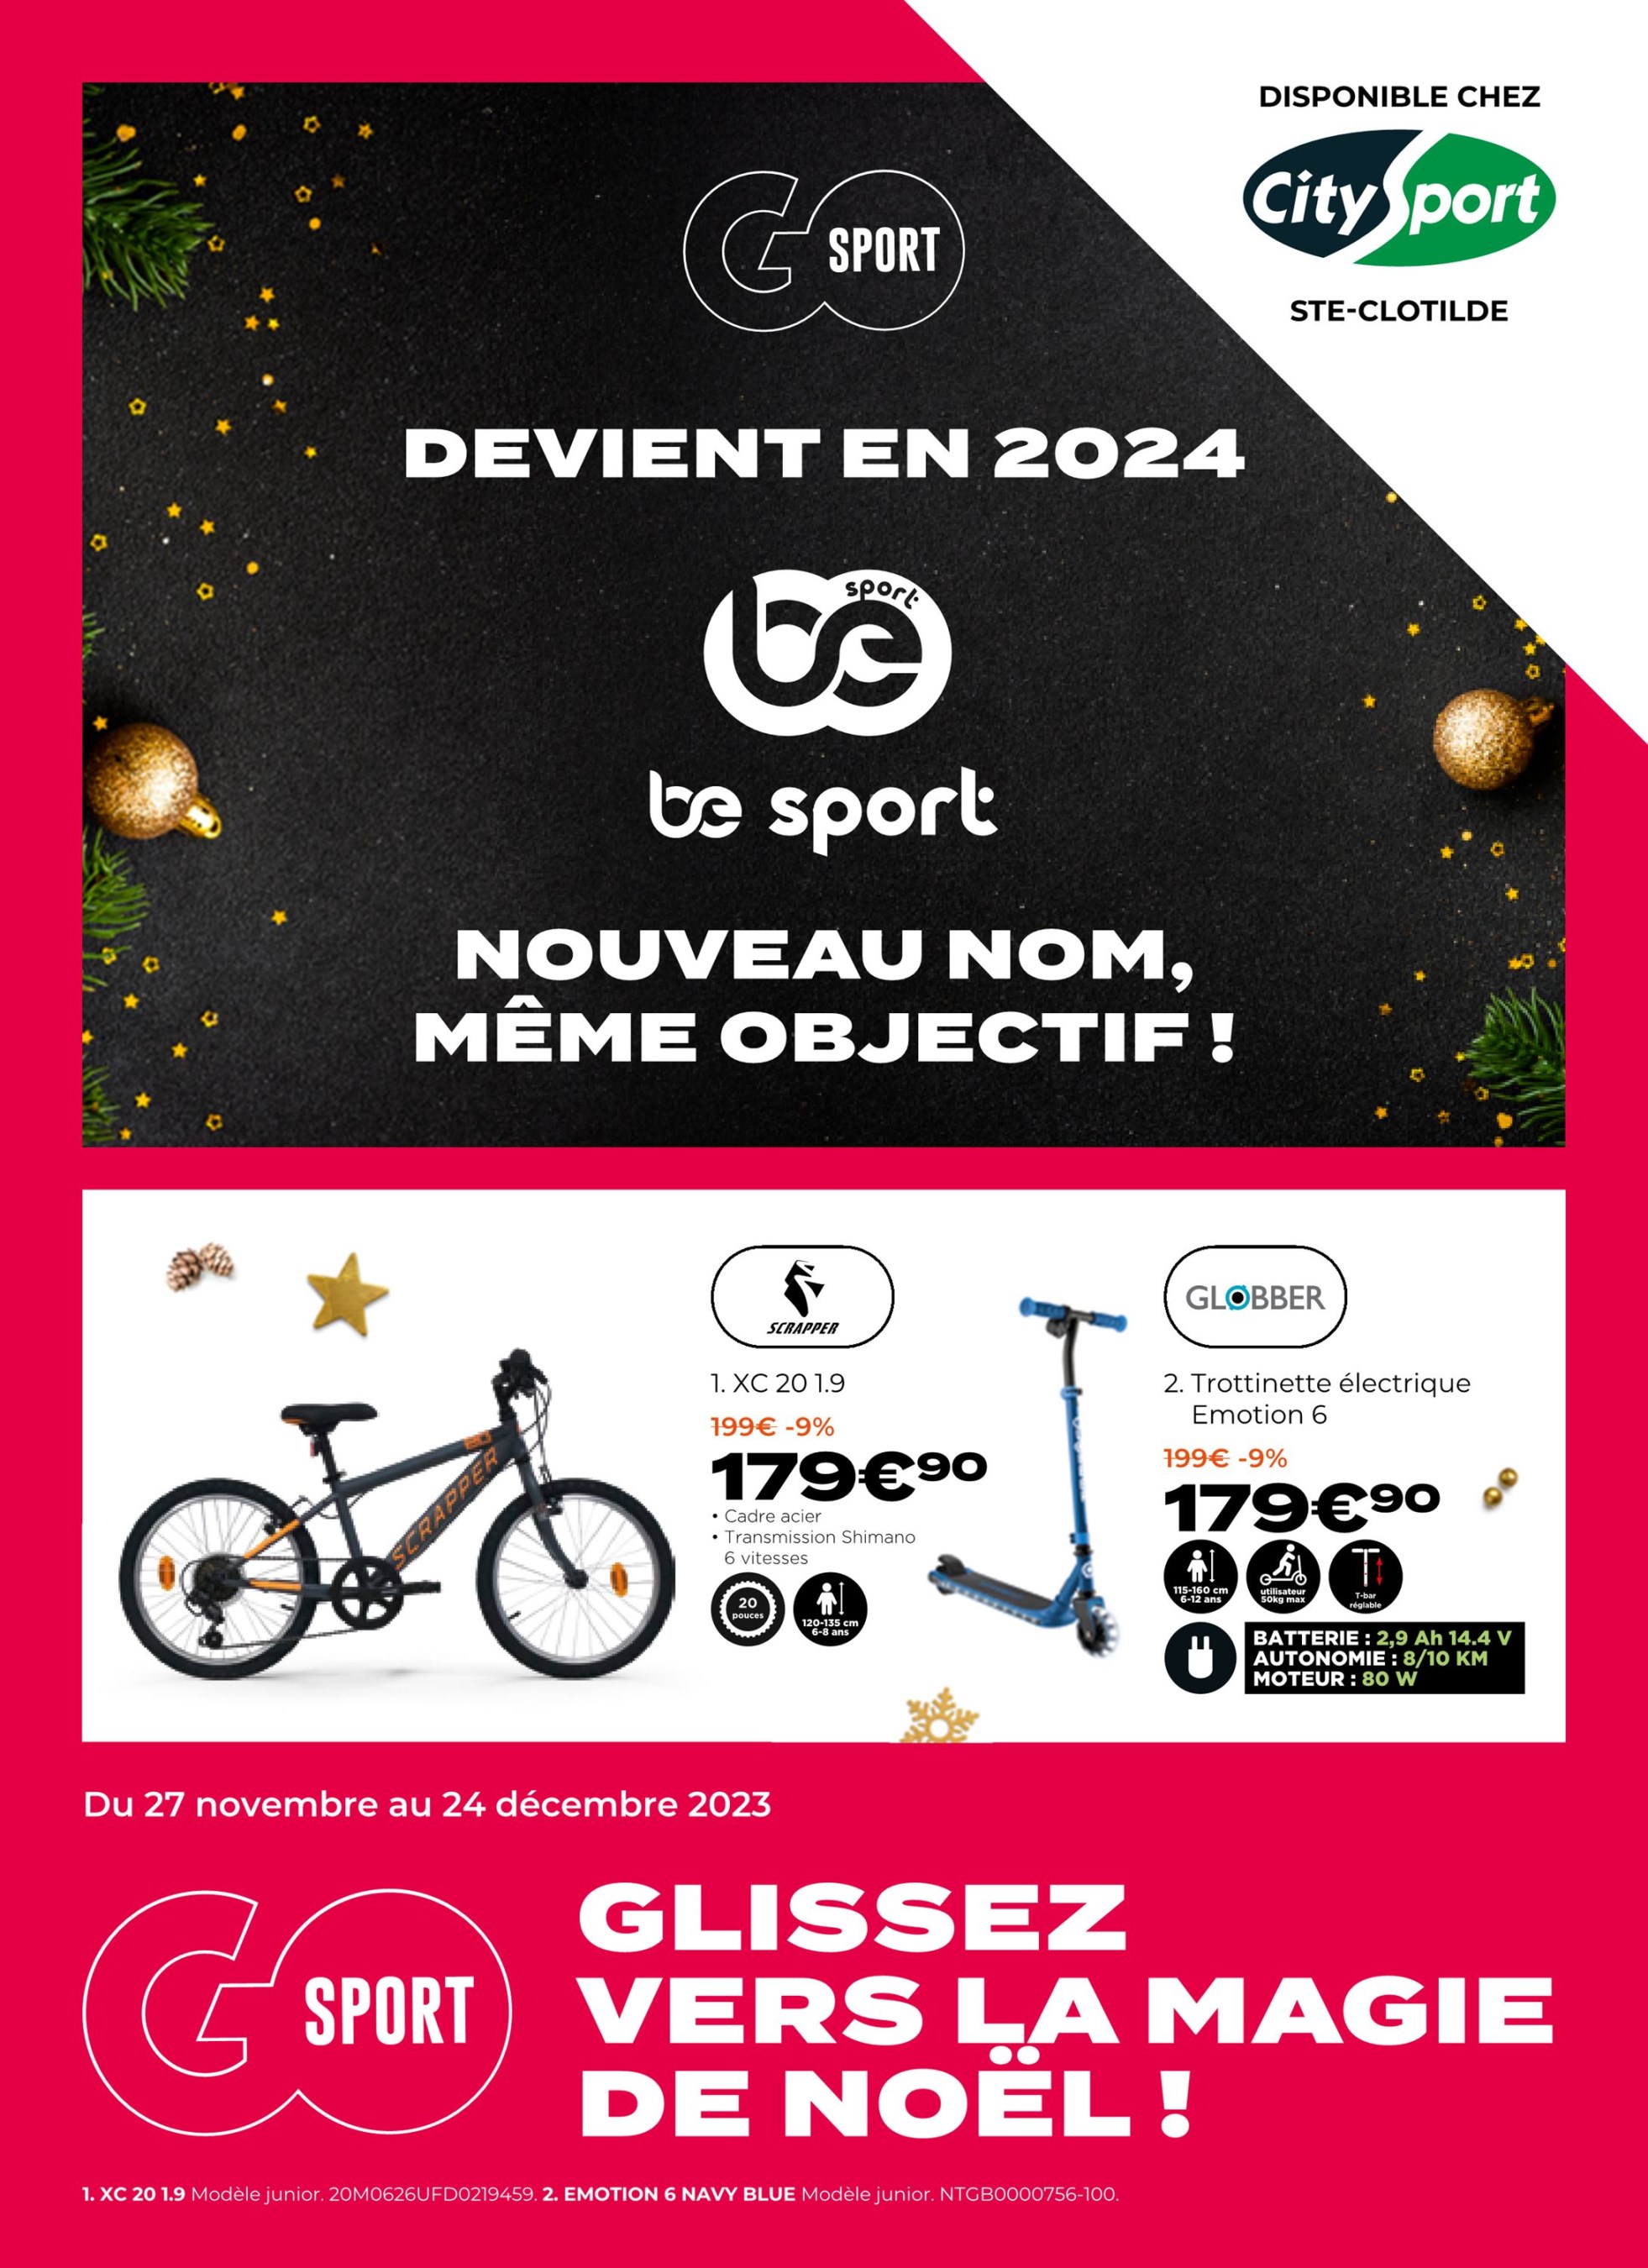 DISPONIBLE CHEZ
City Sport
STE-CLOTILDE
GO SPORT
DEVIENT EN 2024
be sport
be sport
NOUVEAU NOM,
MÊME OBJECTIF !
SCRAPPER
1. XC 20 1.9
199€ -9%
179€90
• Cadre acier
• Transmission Shimano
6 vitesses
20
pouces
120-135 cm
6-8 ans
SCRAPPER
GLOBBER
2. Trottinette électrique
Emotion 6
199€ -9%
179€90
115-160 cm
6-12 ans
utilisateur
50kg max
T-bar
réglable
BATTERIE : 2,9 Ah 14.4 V
AUTONOMIE : 8/10 KM
MOTEUR : 80 W
Du 27 novembre au 24 décembre 2023
GO SPORT
GLISSEZ
VERS LA MAGIE
DE NOËL !
1. XC 20 1.9 Modèle junior. 20M0626UFD0219459. 2. EMOTION 6 NAVY BLUE Modèle junior. NTGB0000756-100.